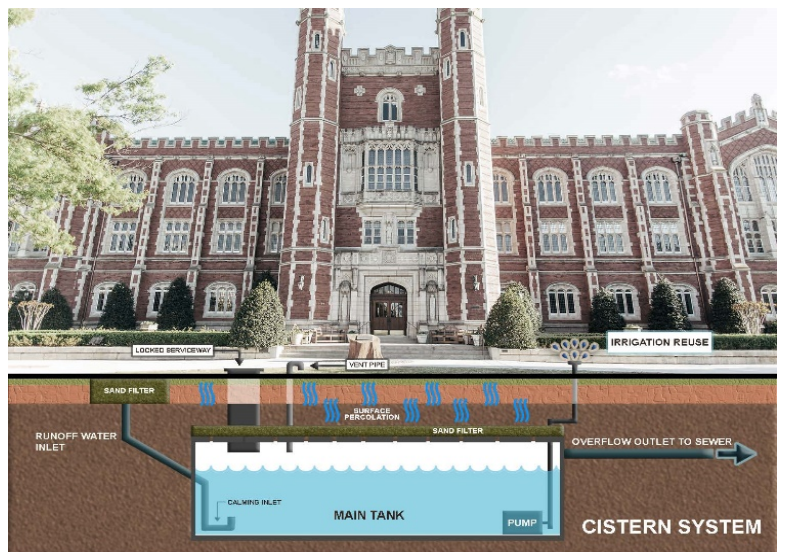 LOCKED SERVICEWAY
VENT PIPE
IRRIGATION REUSE
SAND FILTER
SURFACE
PERCOLATION
SAND FILTER
RUNOFF WATER
INLET
OVERFLOW OUTLET TO SEWER
CALMING INLET
MAIN TANK
PUMP
CISTERN SYSTEM